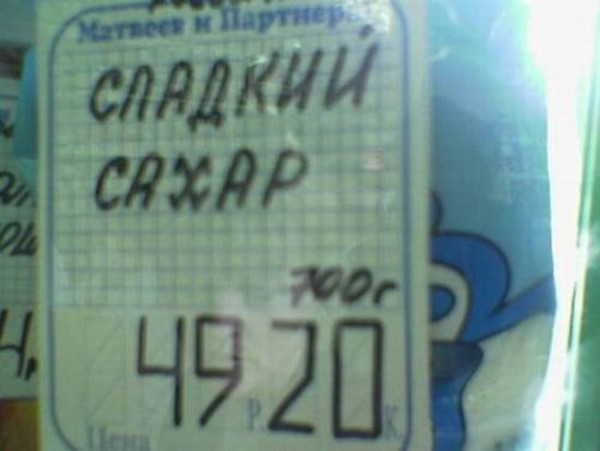 Матвеев и Партнеры
СЛАДКИЙ
САХАР
700г
49 Р. 20 К
Цена